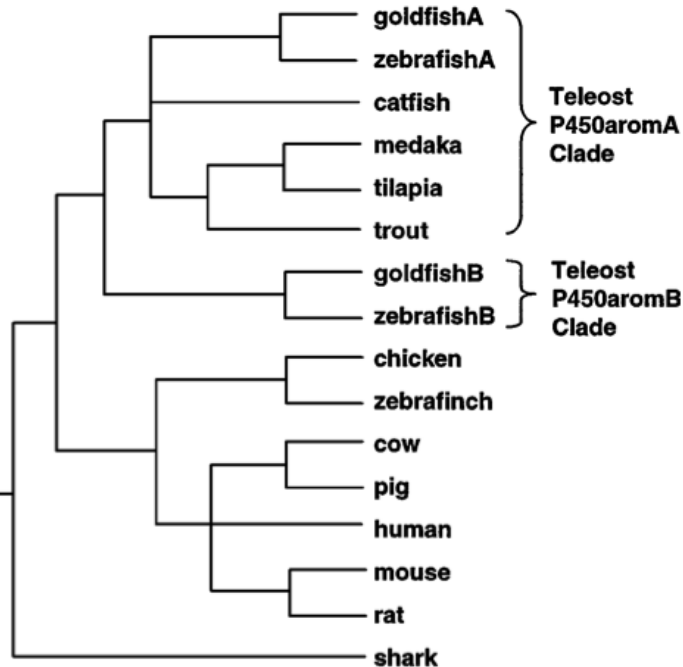 goldfishA
zebrafishA
catfish
medaka
tilapia
trout
Teleost
P450aromA
Clade
goldfishB
zebrafishB
Teleost
P450aromB
Clade
chicken
zebrafinch
cow
pig
human
mouse
rat
shark